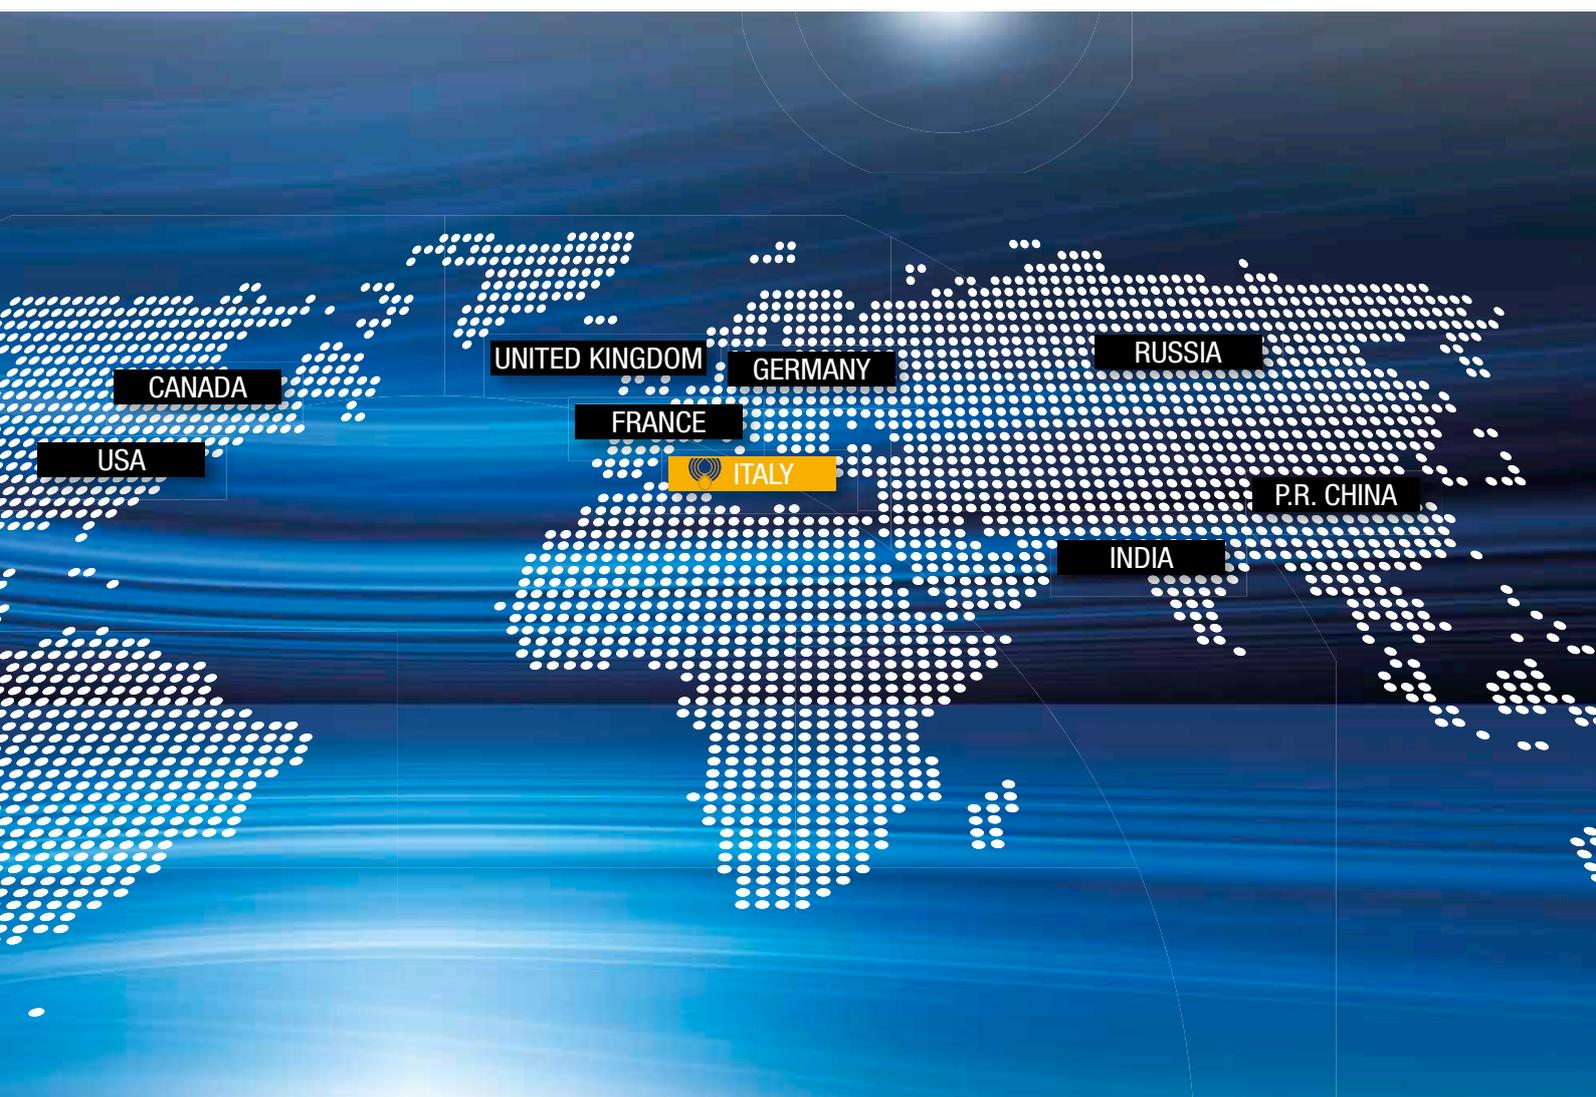 UNITED KINGDOM
GERMANY
RUSSIA
CANADA
FRANCE
USA
ITALY
P.R. CHINA
INDIA